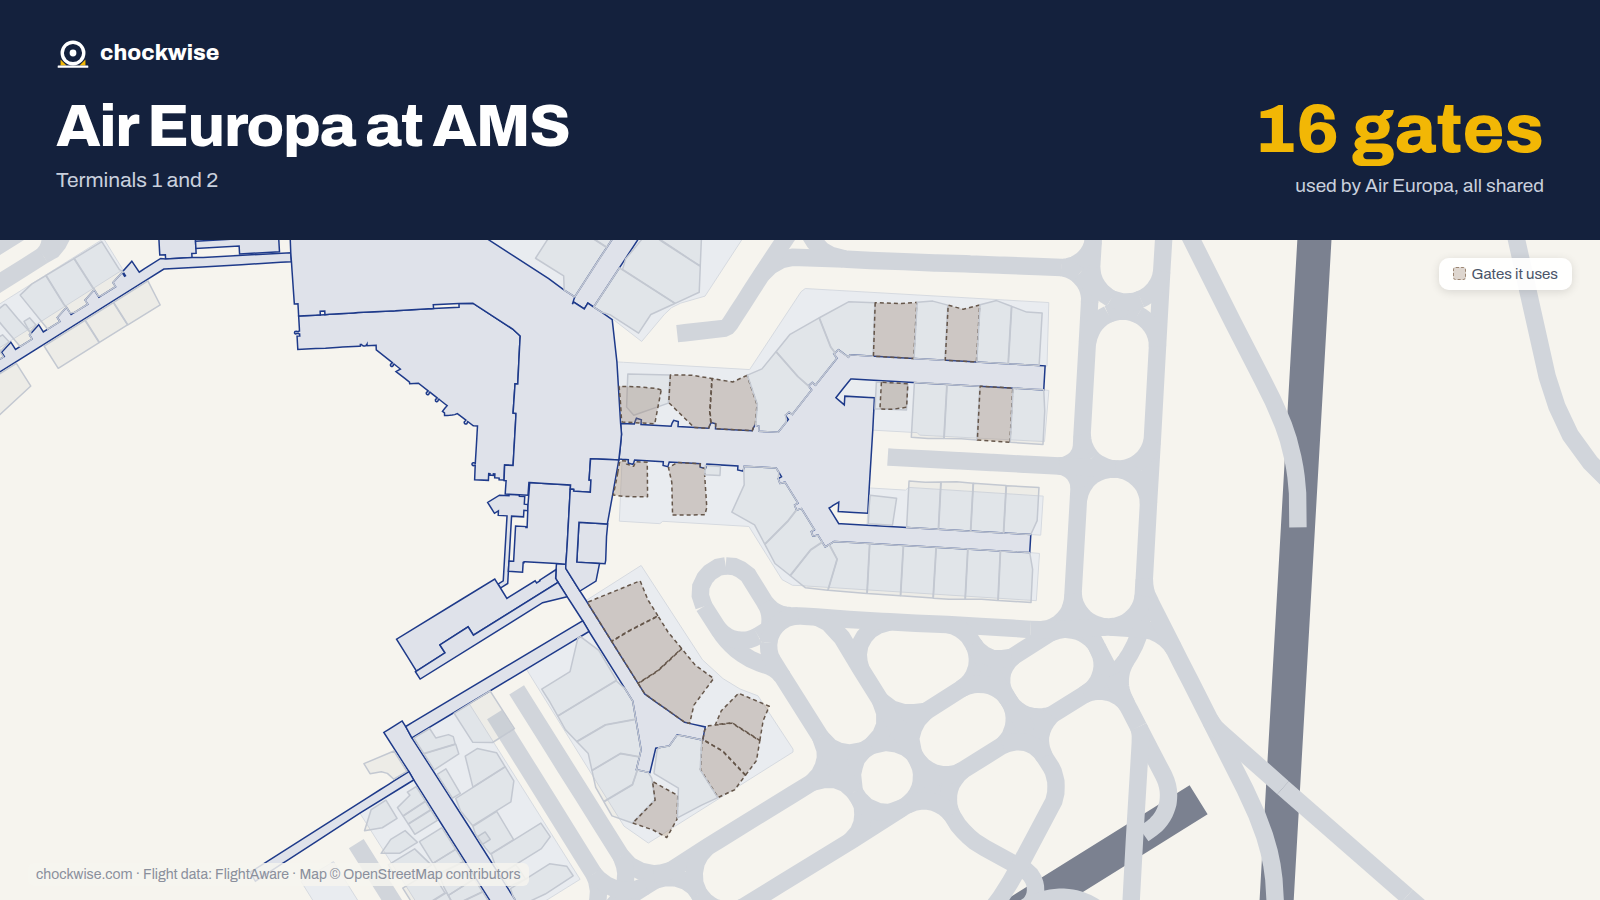 chockwise
Air Europa at AMS
Terminals 1 and 2
16 gates
used by Air Europa, all shared
Gates it uses
chockwise.com · Flight data: FlightAware · Map © OpenStreetMap contributors